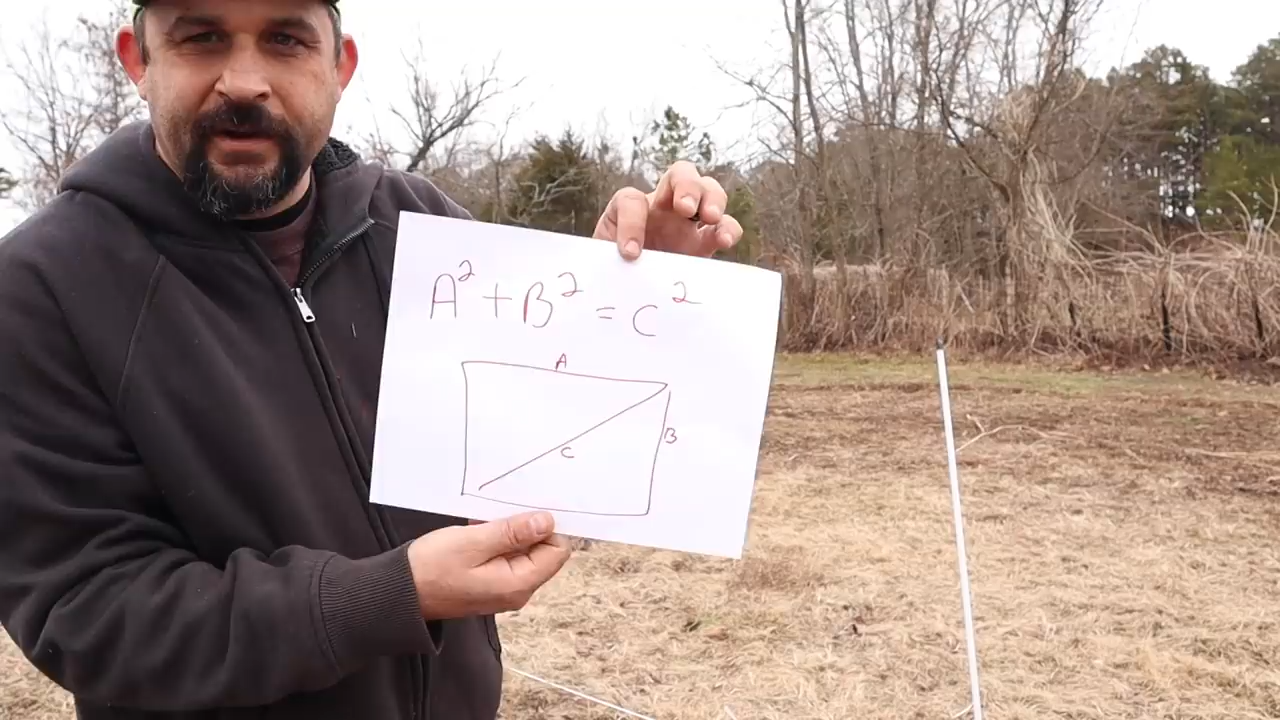 A² + B² = C²
A
B
C